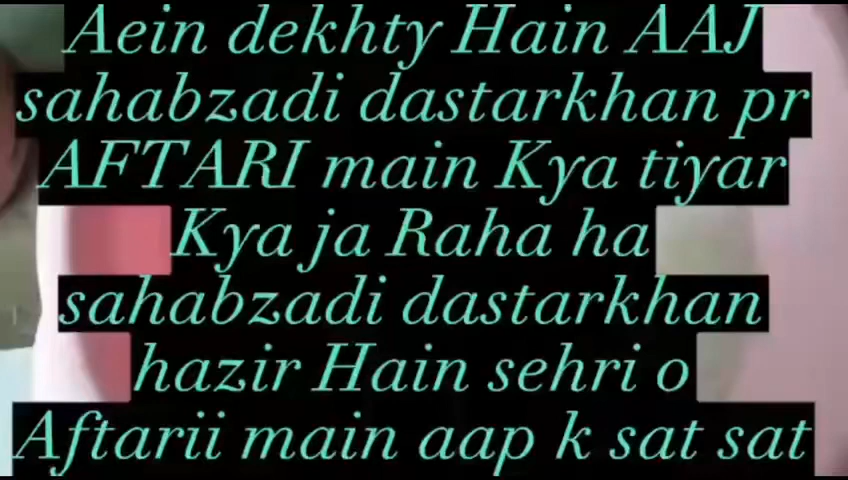 Aein dekhty Hain AAJ
sahabzadi dastarkhan pr
AFTARI main Kya tiyar
Kya ja Raha ha
sahabzadi dastarkhan
hazir Hain sehri o
Aftarii main aap k sat sat